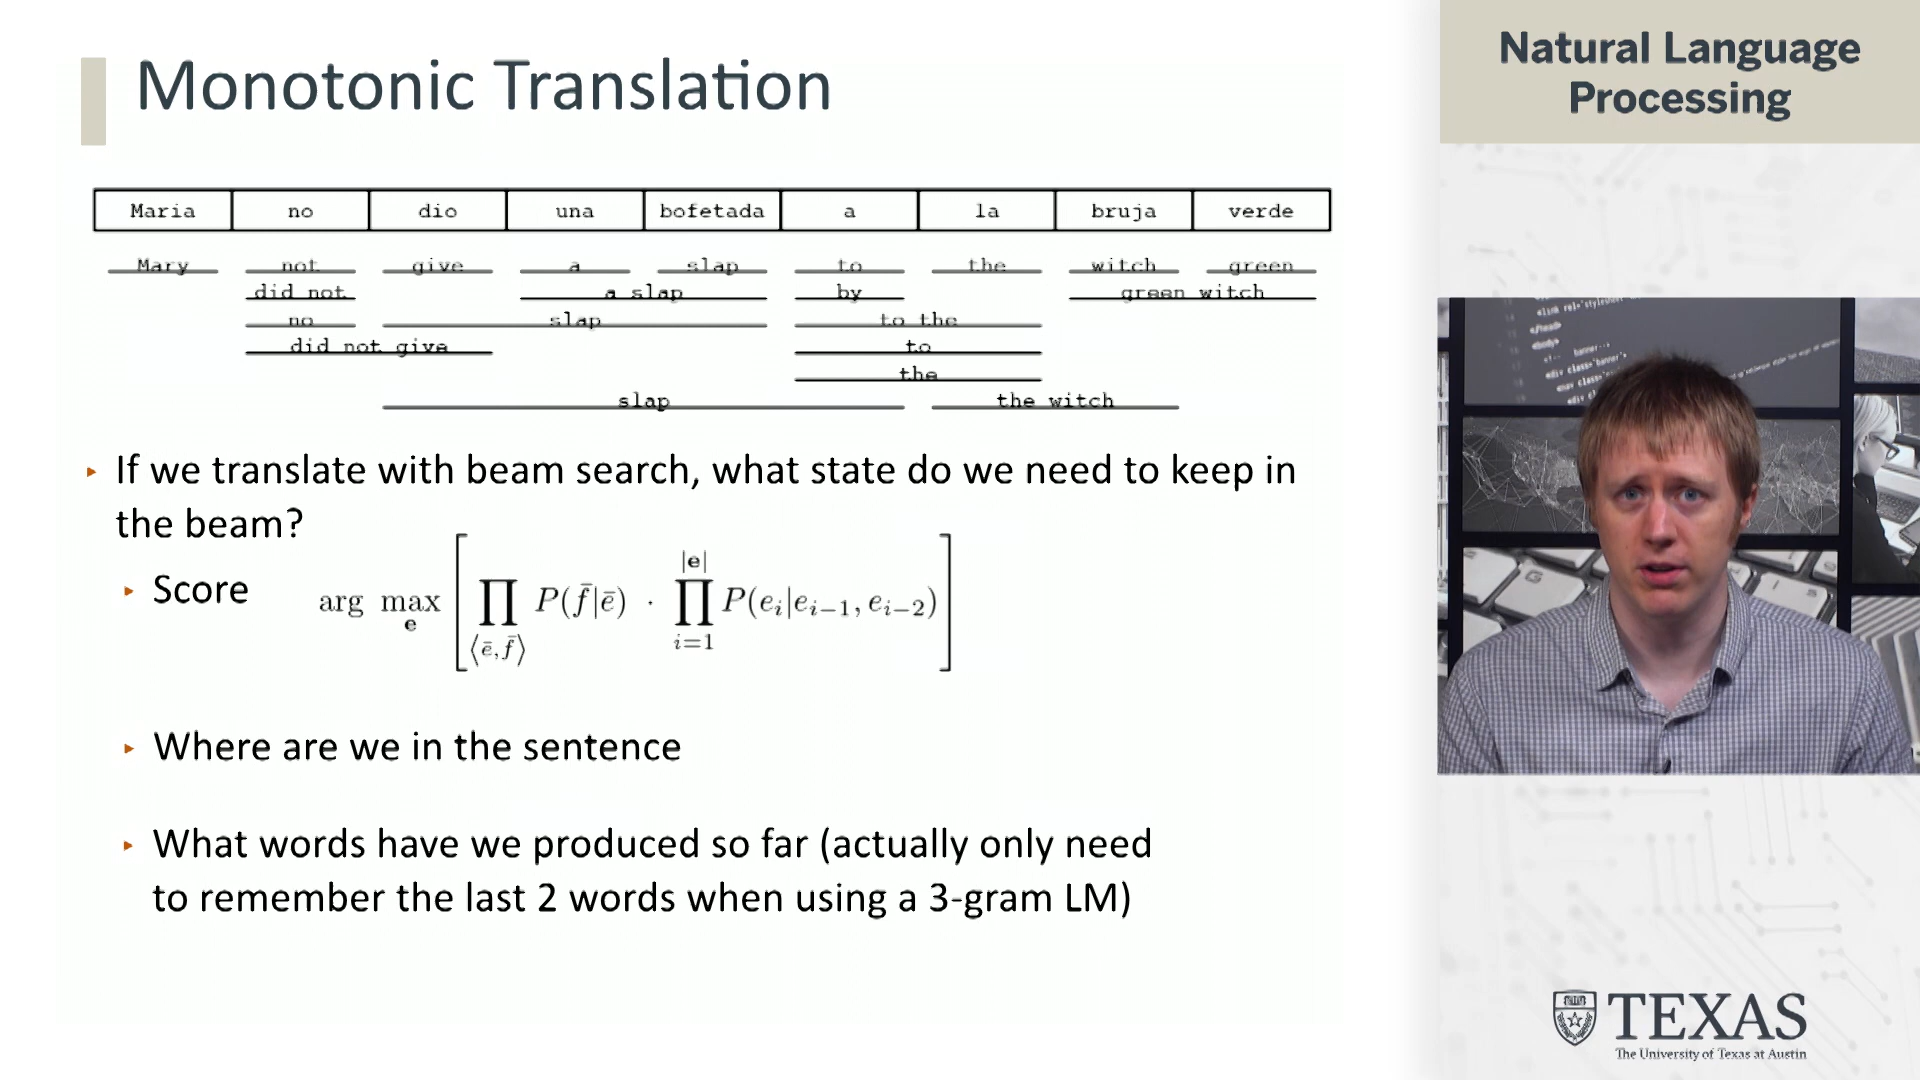 Monotonic Translation
Natural Language
Processing
Maria no dio una bofetada a la bruja verde
Mary not give a slap to the witch green
did not a slap by green witch
no slap to the
did not give to
the
slap the witch
▸ If we translate with beam search, what state do we need to keep in
the beam?
▸ Score arg max_e [ ∏_{⟨ē,f̄⟩} P(f̄|ē) · ∏_{i=1}^{|e|} P(e_i|e_{i−1}, e_{i−2}) ]
▸ Where are we in the sentence
▸ What words have we produced so far (actually only need
to remember the last 2 words when using a 3-gram LM)
TEXAS
The University of Texas at Austin